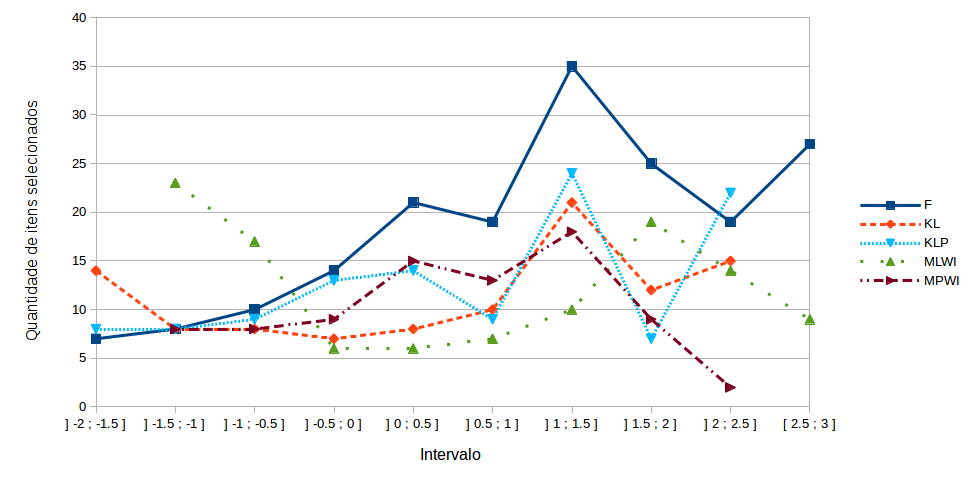 40
35
30
25
20
15
10
5
0
Quantidade de itens selecionados
] -2 ; -1.5 ] ] -1.5 ; -1 ] ] -1 ; -0.5 ] ] -0.5 ; 0 ] ] 0 ; 0.5 ] ] 0.5 ; 1 ] ] 1 ; 1.5 ] ] 1.5 ; 2 ] ] 2 ; 2.5 ] [ 2.5 ; 3 ]
Intervalo
F
KL
KLP
MLWI
MPWI